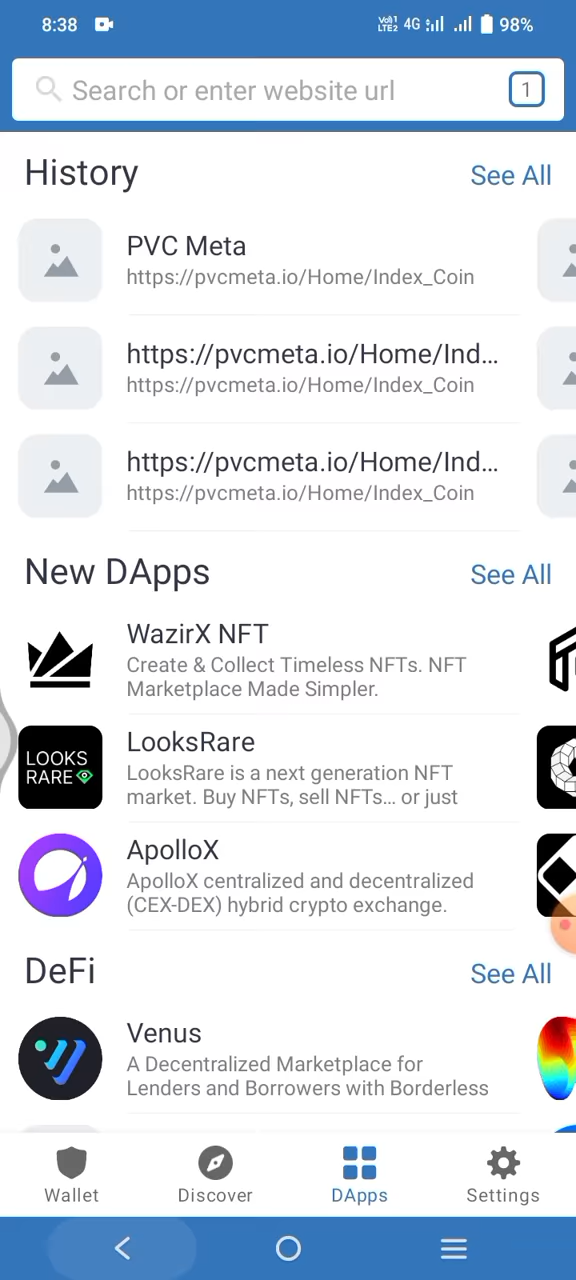 8:38 Vo)) 1 LTE2 4G 98%
Search or enter website url 1
History See All
PVC Meta
https://pvcmeta.io/Home/Index_Coin
https://pvcmeta.io/Home/Ind...
https://pvcmeta.io/Home/Index_Coin
https://pvcmeta.io/Home/Ind...
https://pvcmeta.io/Home/Index_Coin
New DApps See All
WazirX NFT
Create & Collect Timeless NFTs. NFT
Marketplace Made Simpler.
LOOKS
RARE
LooksRare
LooksRare is a next generation NFT
market. Buy NFTs, sell NFTs... or just
ApolloX
ApolloX centralized and decentralized
(CEX-DEX) hybrid crypto exchange.
DeFi See All
Venus
A Decentralized Marketplace for
Lenders and Borrowers with Borderless
Wallet Discover DApps Settings